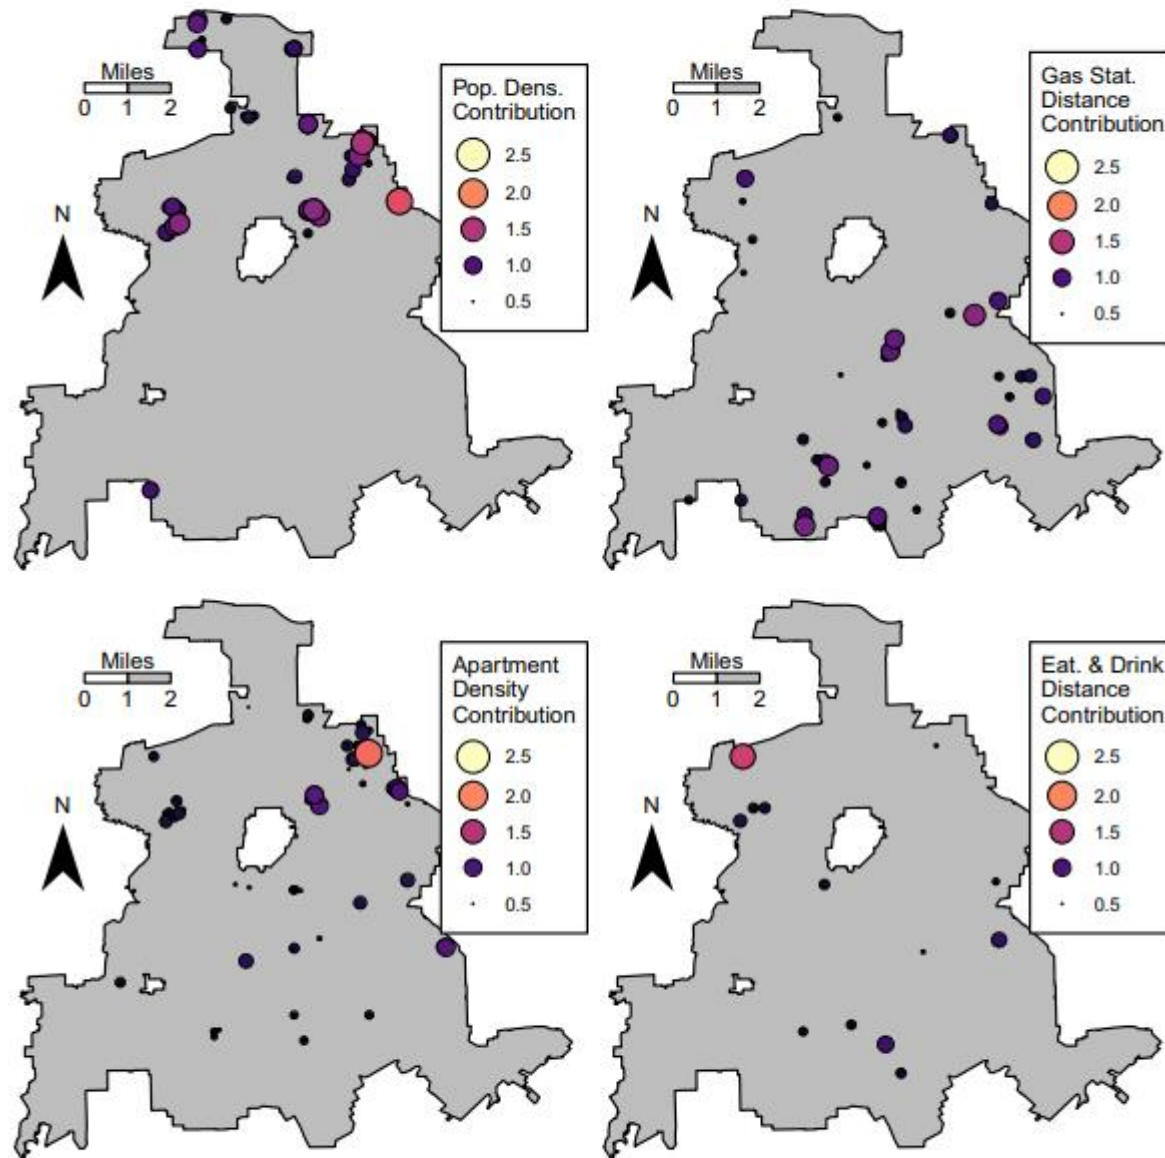 Miles
0 1 2
N
Pop. Dens.
Contribution
2.5
2.0
1.5
1.0
0.5
Miles
0 1 2
N
Gas Stat.
Distance
Contribution
2.5
2.0
1.5
1.0
0.5
Miles
0 1 2
N
Apartment
Density
Contribution
2.5
2.0
1.5
1.0
0.5
Miles
0 1 2
N
Eat. & Drink
Distance
Contribution
2.5
2.0
1.5
1.0
0.5